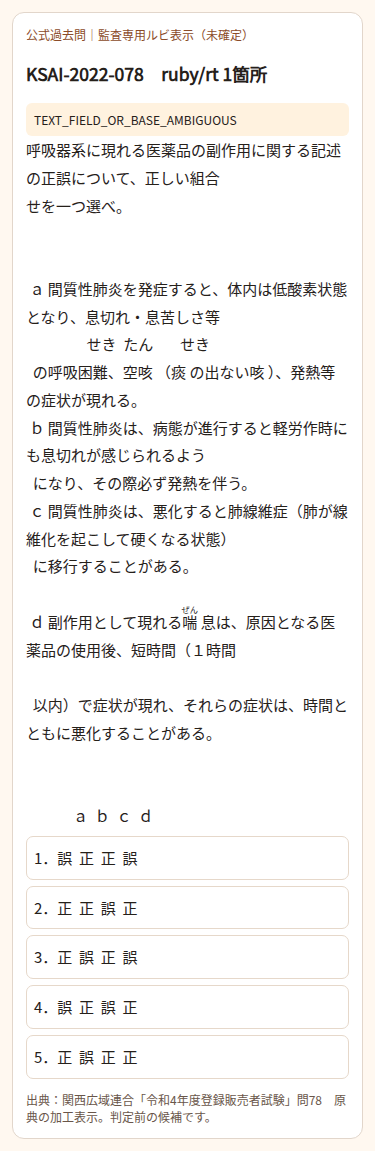 公式過去問｜監査専用ルビ表示（未確定）
KSAI-2022-078　ruby/rt 1箇所
TEXT_FIELD_OR_BASE_AMBIGUOUS
呼吸器系に現れる医薬品の副作用に関する記述
の正誤について、正しい組合
せを一つ選べ。
ａ 間質性肺炎を発症すると、体内は低酸素状態
となり、息切れ・息苦しさ等
せき たん　 せき
の呼吸困難、空咳 （痰 の出ない咳 ）、発熱等
の症状が現れる。
ｂ 間質性肺炎は、病態が進行すると軽労作時に
も息切れが感じられるよう
になり、その際必ず発熱を伴う。
ｃ 間質性肺炎は、悪化すると肺線維症（肺が線
維化を起こして硬くなる状態）
に移行することがある。
ぜん
ｄ 副作用として現れる喘 息は、原因となる医
薬品の使用後、短時間（１時間
以内）で症状が現れ、それらの症状は、時間と
ともに悪化することがある。
ａ ｂ ｃ ｄ
1．誤 正 正 誤
2．正 正 誤 正
3．正 誤 正 誤
4．誤 正 誤 正
5．正 誤 正 正
出典：関西広域連合「令和4年度登録販売者試験」問78　原
典の加工表示。判定前の候補です。